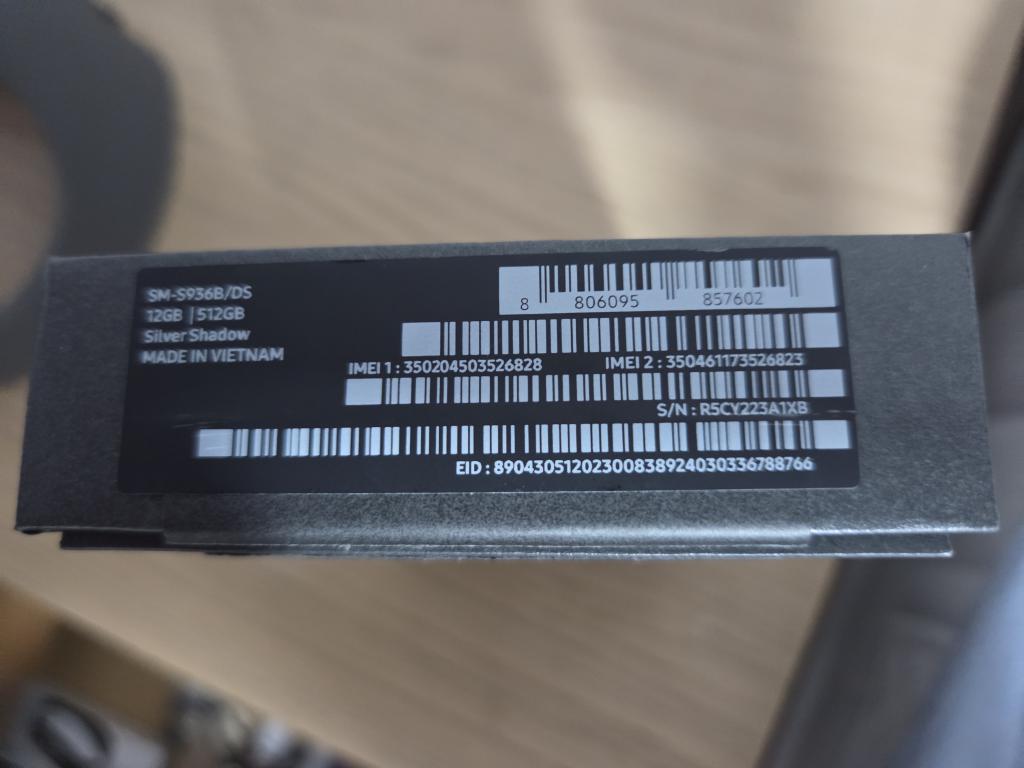 SM-S936B/DS
12GB | 512GB
Silver Shadow
MADE IN VIETNAM
8 806095 857602
IMEI 1 : 350204503526828 IMEI 2 : 350461173526823
S/N : R5CY223A1XB
EID : 89043051202300838924030336788766